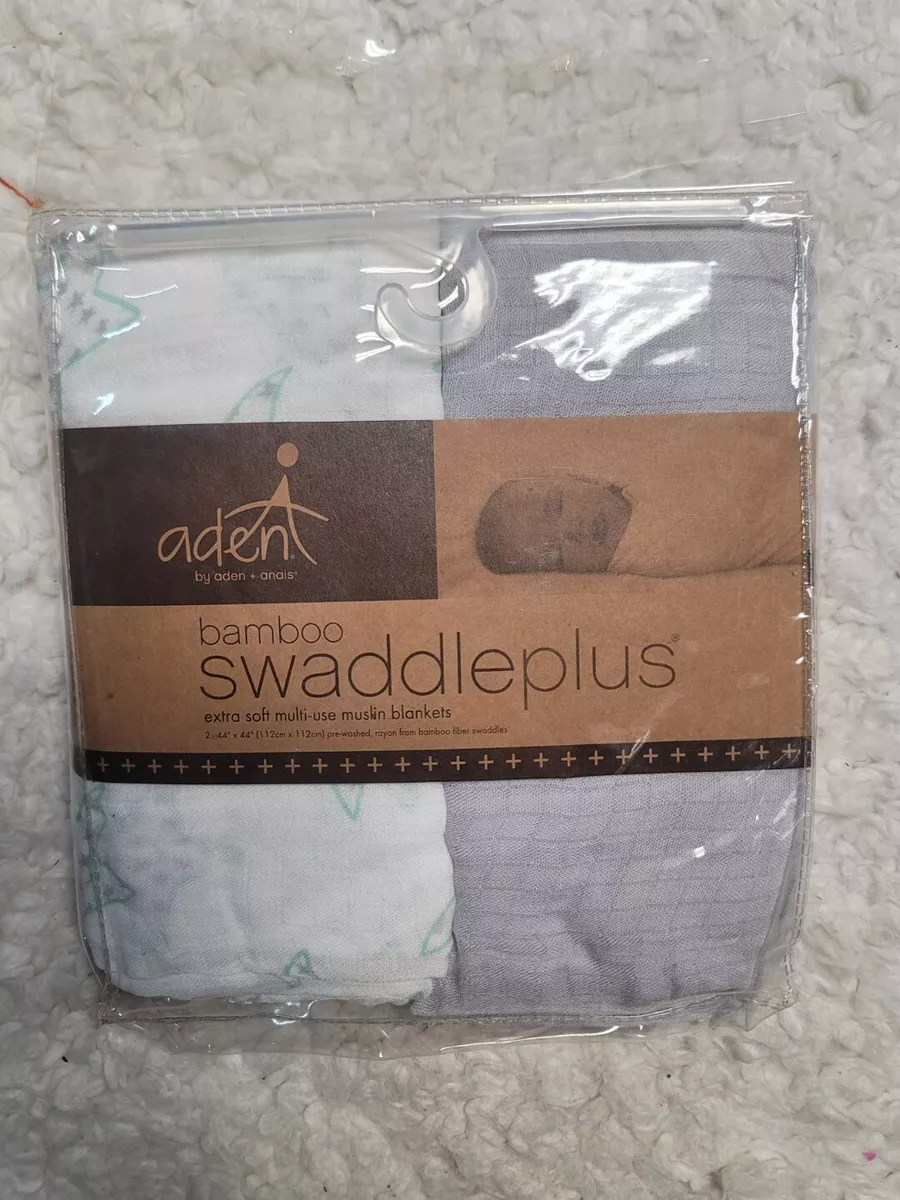 aden®
by aden + anais®
bamboo
swaddleplus®
extra soft multi-use muslin blankets
2 - 44" x 44" (112cm x 112cm) pre-washed, rayon from bamboo fiber swaddles